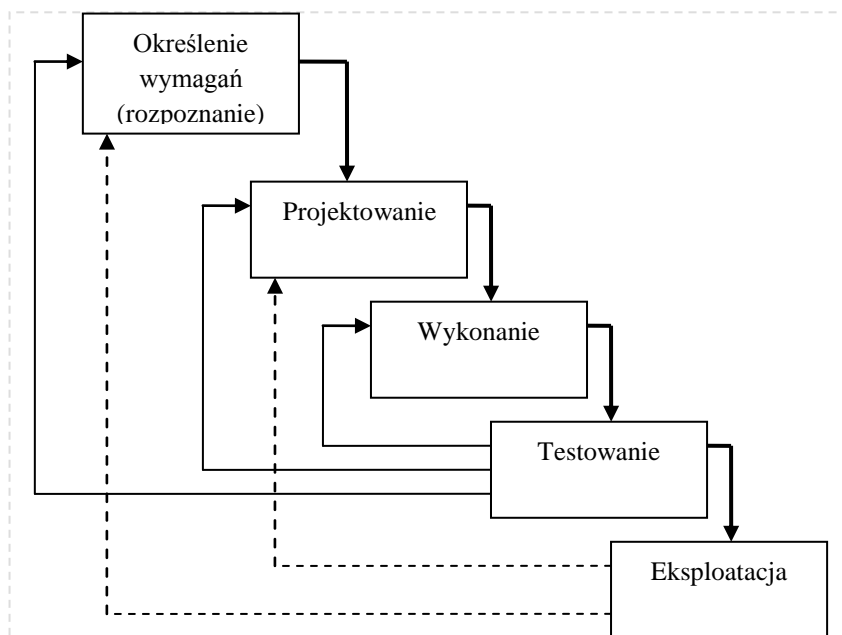 Określenie
wymagań
(rozpoznanie)
Projektowanie
Wykonanie
Testowanie
Eksploatacja